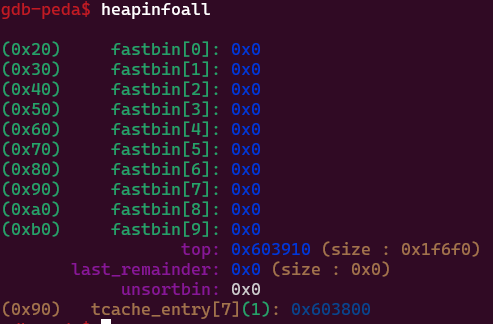 gdb-peda$ heapinfoall
(0x20) fastbin[0]: 0x0
(0x30) fastbin[1]: 0x0
(0x40) fastbin[2]: 0x0
(0x50) fastbin[3]: 0x0
(0x60) fastbin[4]: 0x0
(0x70) fastbin[5]: 0x0
(0x80) fastbin[6]: 0x0
(0x90) fastbin[7]: 0x0
(0xa0) fastbin[8]: 0x0
(0xb0) fastbin[9]: 0x0
top: 0x603910 (size : 0x1f6f0)
last_remainder: 0x0 (size : 0x0)
unsortbin: 0x0
(0x90) tcache_entry[7](1): 0x603800